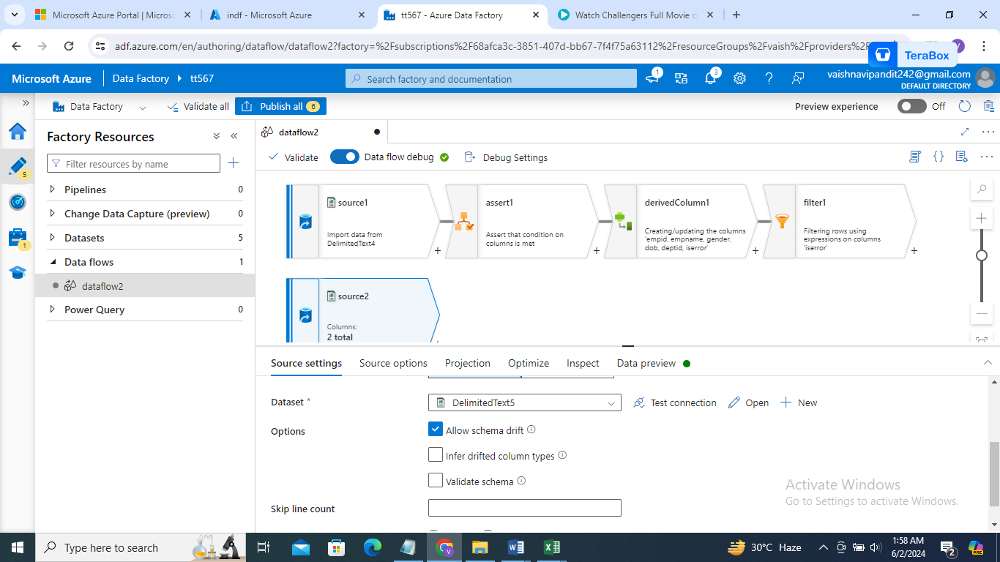 Microsoft Azure Portal | Micros
indf - Microsoft Azure
tt567 - Azure Data Factory
Watch Challengers Full Movie o
adf.azure.com/en/authoring/dataflow/dataflow2?factory=%2Fsubscriptions%2F68afca3c-3851-407d-bb67-7f4f75a63112%2FresourceGroups%2Fvaish%2Fproviders%2F
TeraBox
Microsoft Azure
Data Factory
tt567
Search factory and documentation
1
3
vaishnavipandit242@gmail.com
DEFAULT DIRECTORY
Data Factory
Validate all
Publish all
6
Preview experience
Off
5
1
Factory Resources
Filter resources by name
Pipelines
0
Change Data Capture (preview)
0
Datasets
5
Data flows
1
dataflow2
Power Query
0
dataflow2
Validate
Data flow debug
Debug Settings
source1
Import data from
DelimitedText4
assert1
Assert that condition on
columns is met
derivedColumn1
Creating/updating the columns
'empid, empname, gender,
dob, deptid, iserror'
filter1
Filtering rows using
expressions on columns
'iserror'
source2
Columns:
2 total
Source settings
Source options
Projection
Optimize
Inspect
Data preview
Dataset *
DelimitedText5
Test connection
Open
New
Options
Allow schema drift
Infer drifted column types
Validate schema
Skip line count
Activate Windows
Go to Settings to activate Windows.
Type here to search
30°C Haze
1:58 AM
6/2/2024
2
PRE